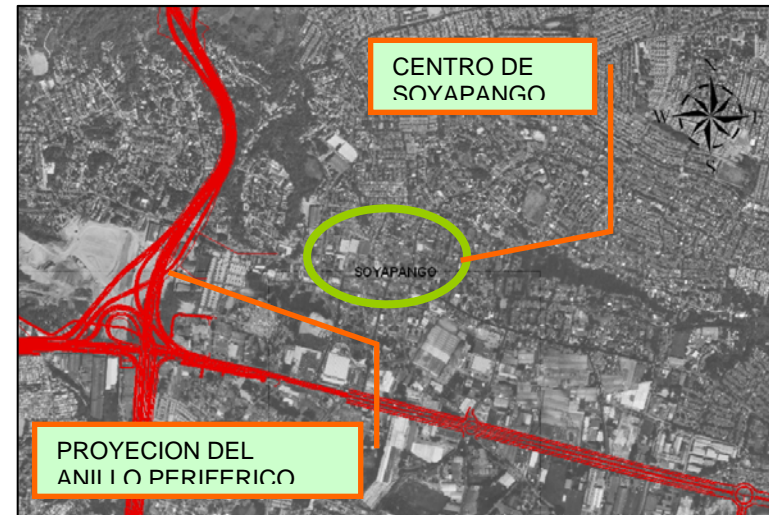 CENTRO DE
SOYAPANGO
W E
S
SOYAPANGO
PROYECION DEL
ANILLO PERIFERICO